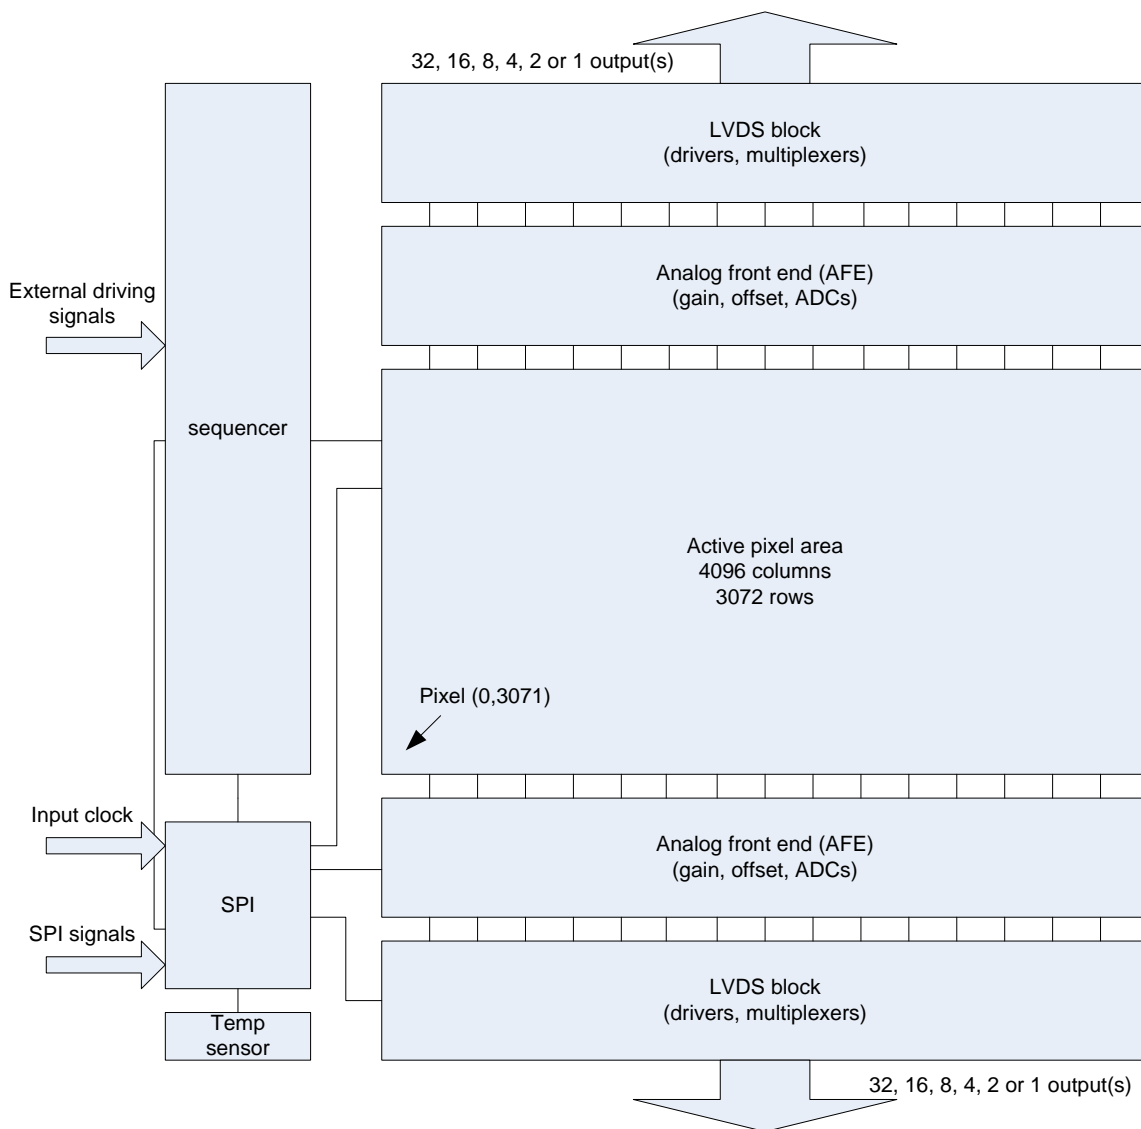 32, 16, 8, 4, 2 or 1 output(s)
LVDS block
(drivers, multiplexers)
Analog front end (AFE)
(gain, offset, ADCs)
External driving
signals
sequencer
Active pixel area
4096 columns
3072 rows
Pixel (0,3071)
Input clock
Analog front end (AFE)
(gain, offset, ADCs)
SPI
SPI signals
LVDS block
(drivers, multiplexers)
Temp
sensor
32, 16, 8, 4, 2 or 1 output(s)